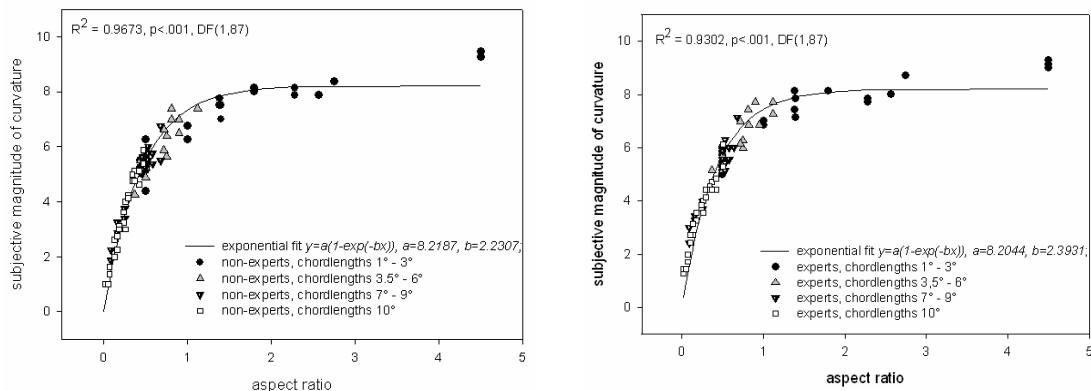 R2 = 0.9673, p<.001, DF(1,87)
10
8
6
4
2
0
subjective magnitude of curvature
exponential fit y=a(1-exp(-bx)), a=8.2187, b=2.2307;
non-experts, chordlengths 1° - 3°
non-experts, chordlengths 3.5° - 6°
non-experts, chordlengths 7° - 9°
non-experts, chordlengths 10°
0 1 2 3 4 5
aspect ratio
R2 = 0.9302, p<.001, DF(1,87)
10
8
6
4
2
0
subjective magnitude of curvature
exponential fit y=a(1-exp(-bx)), a=8.2044, b=2.3931;
experts, chordlengths 1° - 3°
experts, chordlengths 3,5° - 6°
experts, chordlengths 7° - 9°
experts, chordlengths 10°
0 1 2 3 4 5
aspect ratio